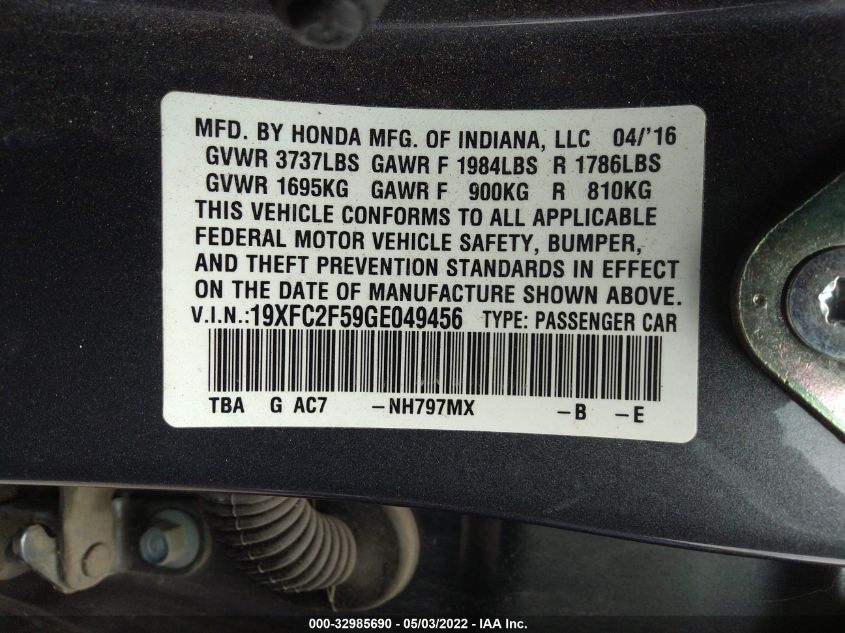 MFD. BY HONDA MFG. OF INDIANA, LLC 04/'16
GVWR 3737LBS GAWR F 1984LBS R 1786LBS
GVWR 1695KG GAWR F 900KG R 810KG
THIS VEHICLE CONFORMS TO ALL APPLICABLE
FEDERAL MOTOR VEHICLE SAFETY, BUMPER,
AND THEFT PREVENTION STANDARDS IN EFFECT
ON THE DATE OF MANUFACTURE SHOWN ABOVE.
V.I.N.:19XFC2F59GE049456 TYPE: PASSENGER CAR
TBA G AC7 –NH797MX –B –E
000-32985690 - 05/03/2022 - IAA Inc.